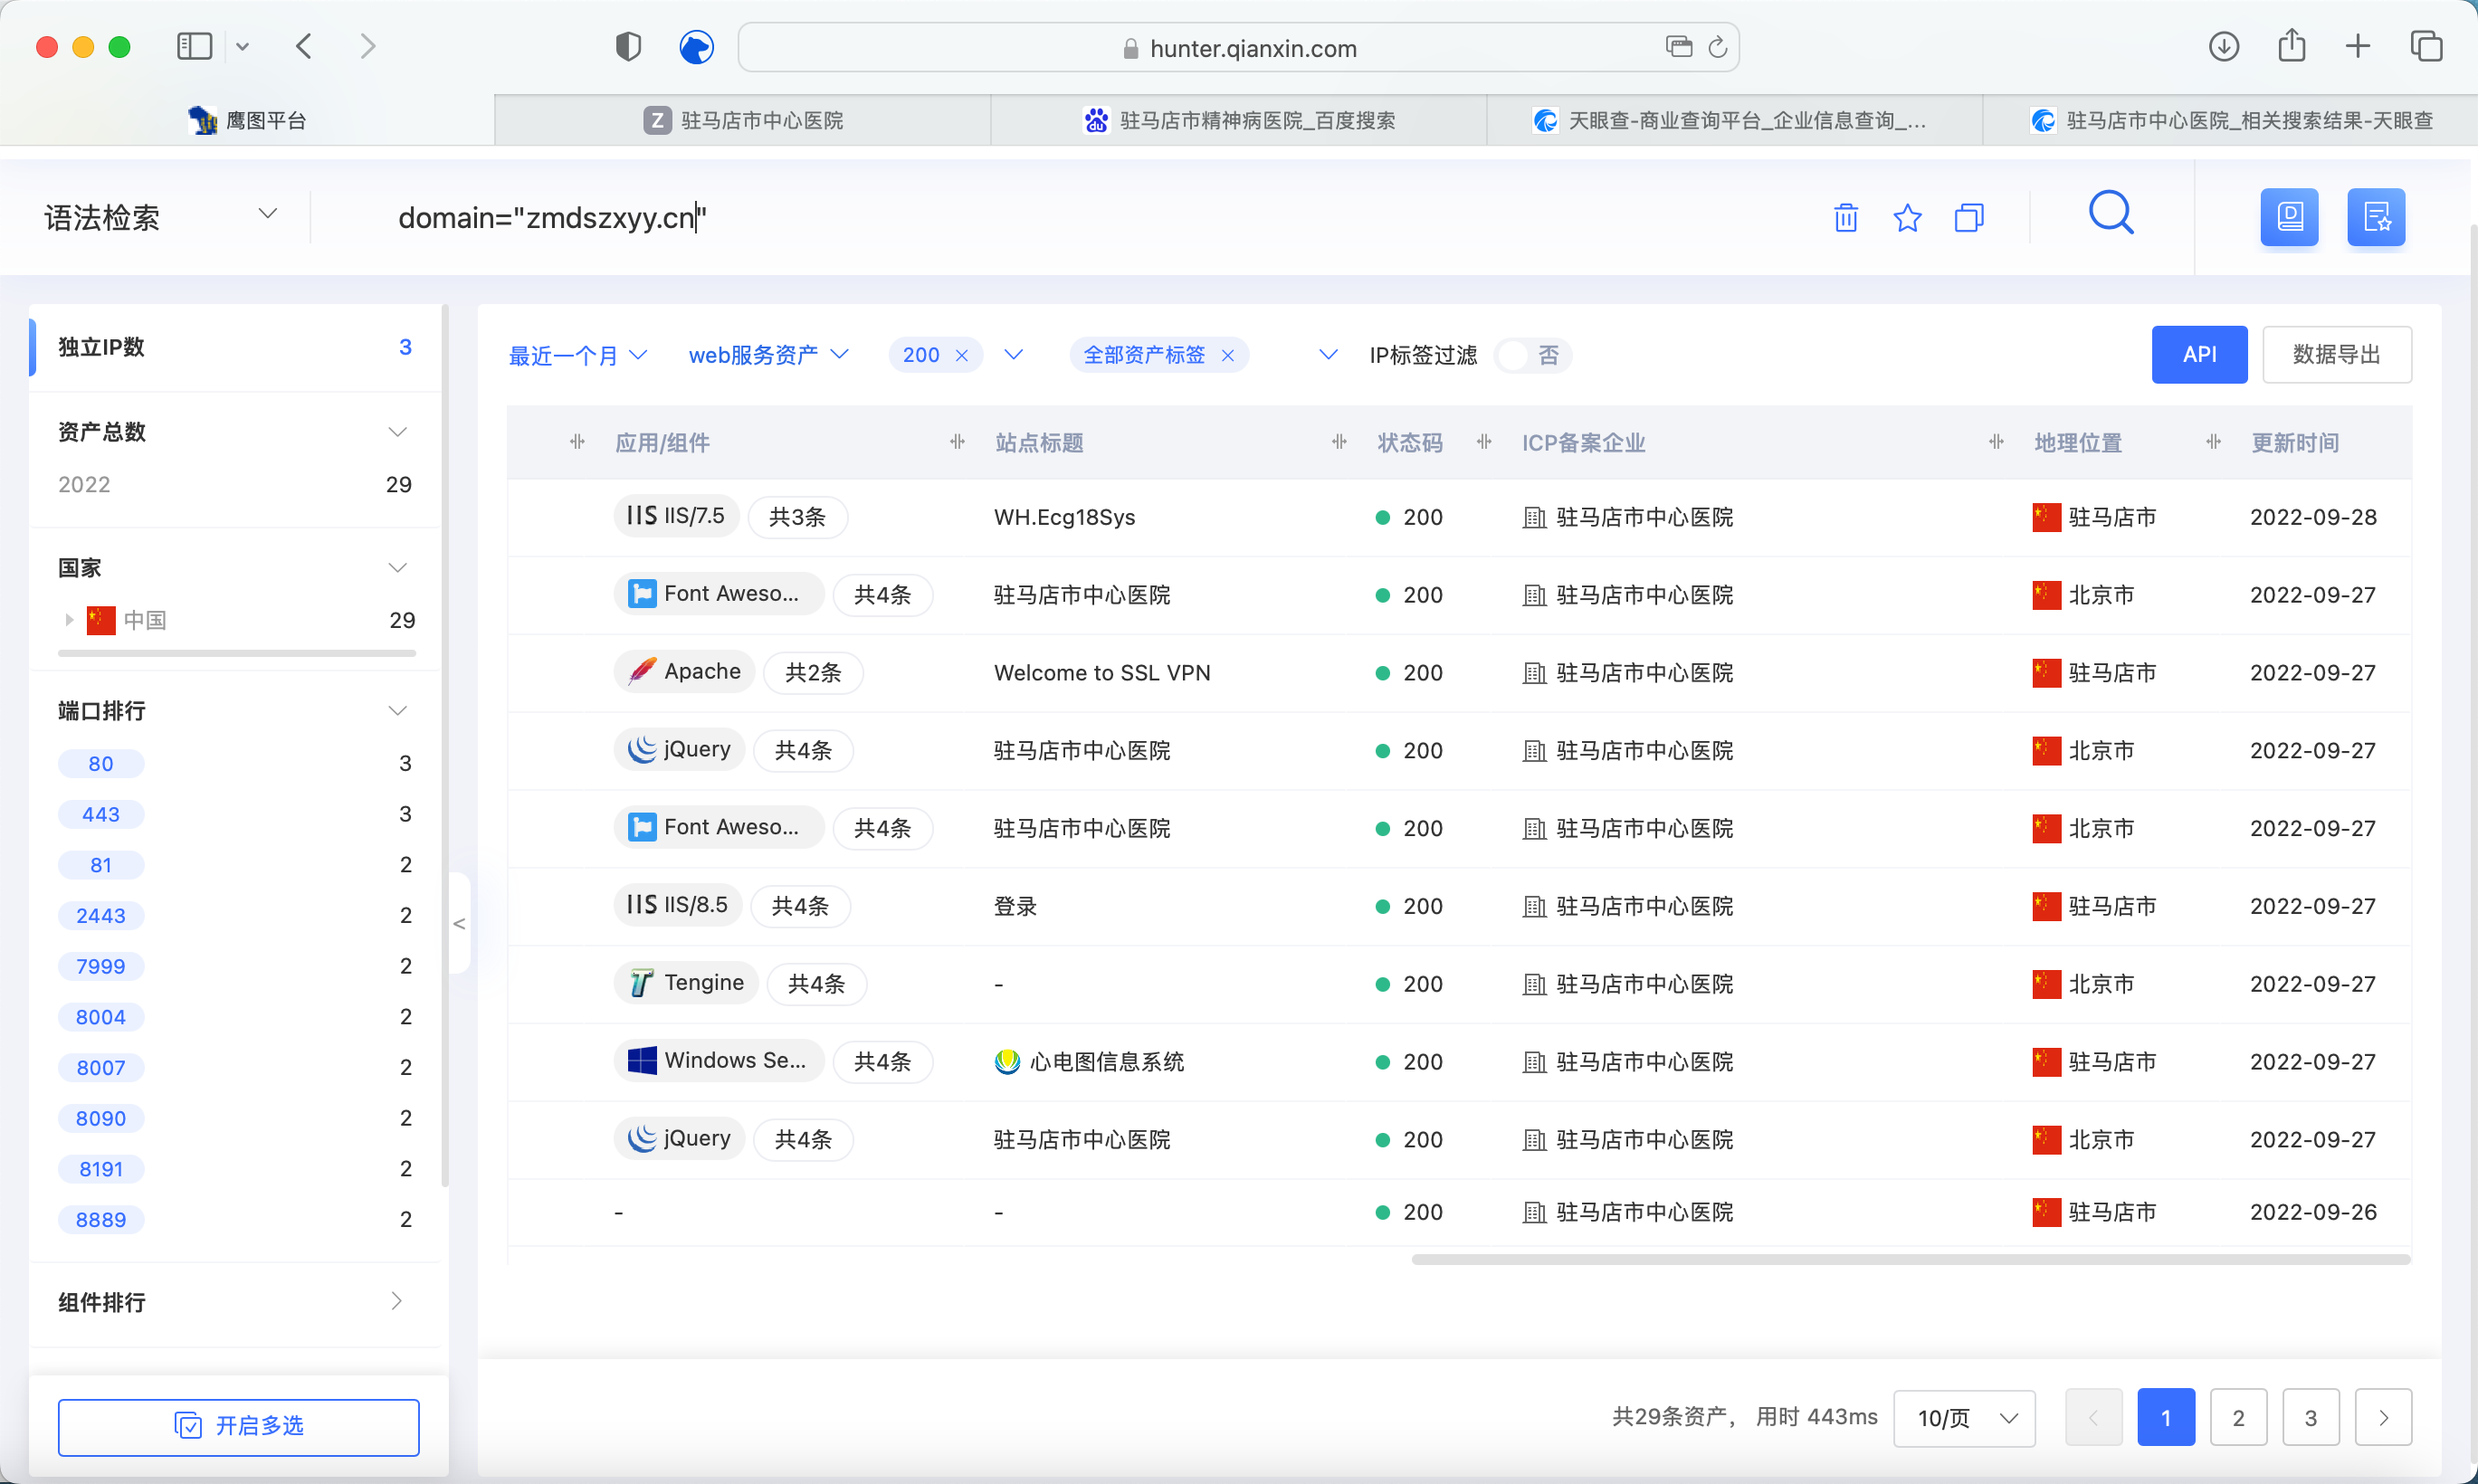 hunter.qianxin.com
鹰图平台
Z 驻马店市中心医院
驻马店市精神病医院_百度搜索
天眼查-商业查询平台_企业信息查询_...
驻马店市中心医院_相关搜索结果-天眼查
语法检索
domain="zmdszxyy.cn"
独立IP数 3
资产总数
2022 29
国家
中国 29
端口排行
80 3
443 3
81 2
2443 2
7999 2
8004 2
8007 2
8090 2
8191 2
8889 2
组件排行
开启多选
最近一个月 web服务资产 200 × 全部资产标签 × IP标签过滤 否 API 数据导出
应用/组件 站点标题 状态码 ICP备案企业 地理位置 更新时间
IIS IIS/7.5 共3条 WH.Ecg18Sys 200 驻马店市中心医院 驻马店市 2022-09-28
Font Aweso... 共4条 驻马店市中心医院 200 驻马店市中心医院 北京市 2022-09-27
Apache 共2条 Welcome to SSL VPN 200 驻马店市中心医院 驻马店市 2022-09-27
jQuery 共4条 驻马店市中心医院 200 驻马店市中心医院 北京市 2022-09-27
Font Aweso... 共4条 驻马店市中心医院 200 驻马店市中心医院 北京市 2022-09-27
IIS IIS/8.5 共4条 登录 200 驻马店市中心医院 驻马店市 2022-09-27
Tengine 共4条 - 200 驻马店市中心医院 北京市 2022-09-27
Windows Se... 共4条 心电图信息系统 200 驻马店市中心医院 驻马店市 2022-09-27
jQuery 共4条 驻马店市中心医院 200 驻马店市中心医院 北京市 2022-09-27
- - 200 驻马店市中心医院 驻马店市 2022-09-26
共29条资产， 用时 443ms 10/页 < 1 2 3 >